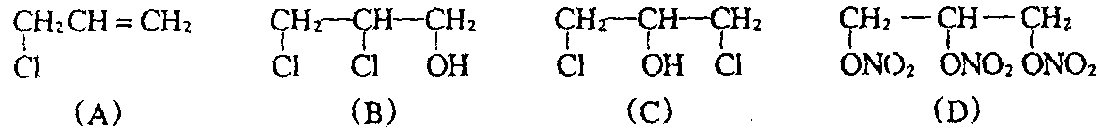 CH₂CH=CH₂ CH₂—CH—CH₂ CH₂—CH—CH₂ CH₂—CH—CH₂
Cl Cl Cl OH Cl OH Cl ONO₂ ONO₂ ONO₂
(A) (B) (C) (D)